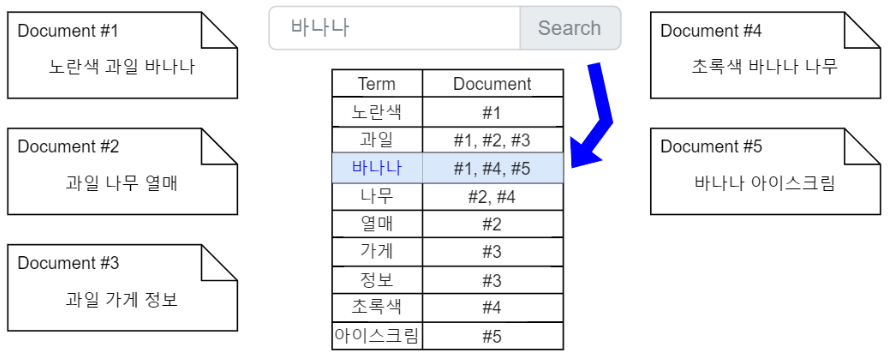 바나나 Search
Document #1
노란색 과일 바나나
Document #2
과일 나무 열매
Document #3
과일 가게 정보
Term Document
노란색 #1
과일 #1, #2, #3
바나나 #1, #4, #5
나무 #2, #4
열매 #2
가게 #3
정보 #3
초록색 #4
아이스크림 #5
Document #4
초록색 바나나 나무
Document #5
바나나 아이스크림